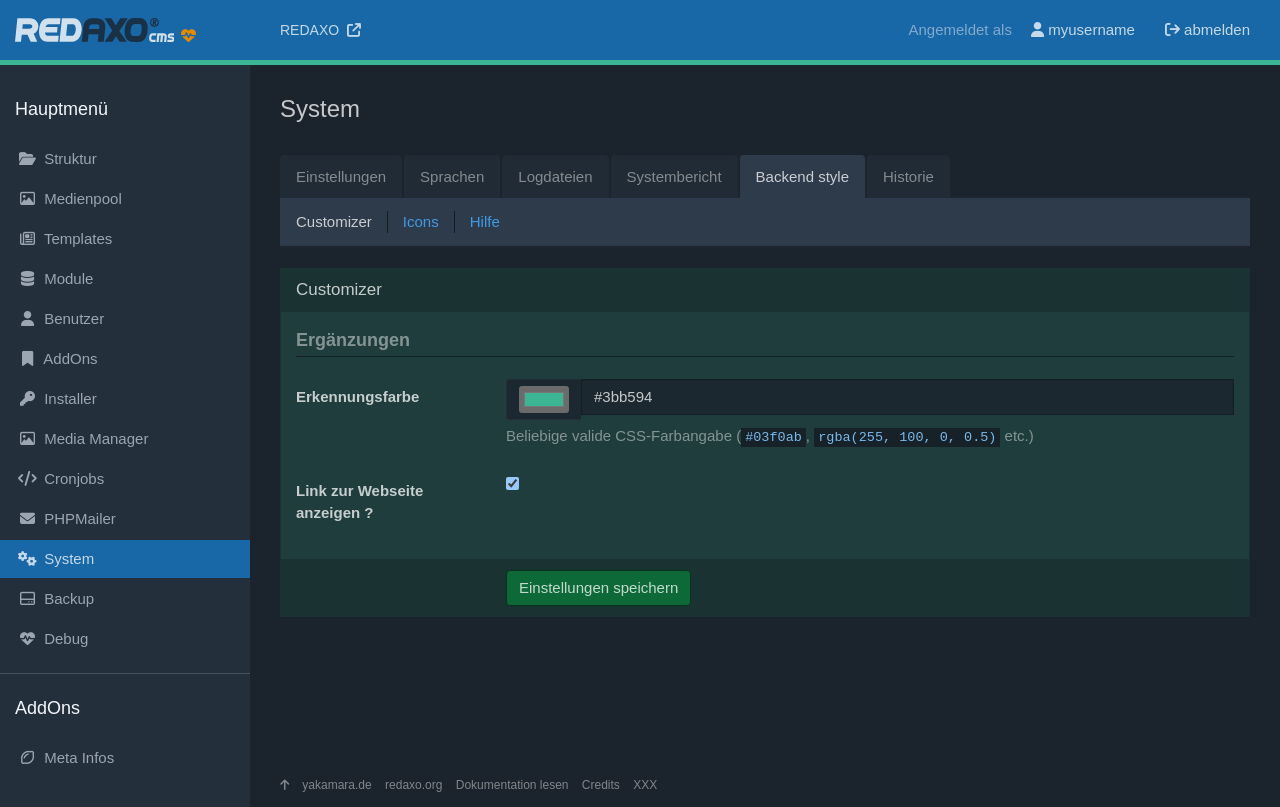 REDAXO® cms
REDAXO
Angemeldet als myusername abmelden
Hauptmenü
Struktur
Medienpool
Templates
Module
Benutzer
AddOns
Installer
Media Manager
Cronjobs
PHPMailer
System
Backup
Debug
AddOns
Meta Infos
System
Einstellungen Sprachen Logdateien Systembericht Backend style Historie
Customizer Icons Hilfe
Customizer
Ergänzungen
Erkennungsfarbe #3bb594
Beliebige valide CSS-Farbangabe (#03f0ab, rgba(255, 100, 0, 0.5) etc.)
Link zur Webseite
anzeigen ?
Einstellungen speichern
yakamara.de redaxo.org Dokumentation lesen Credits XXX